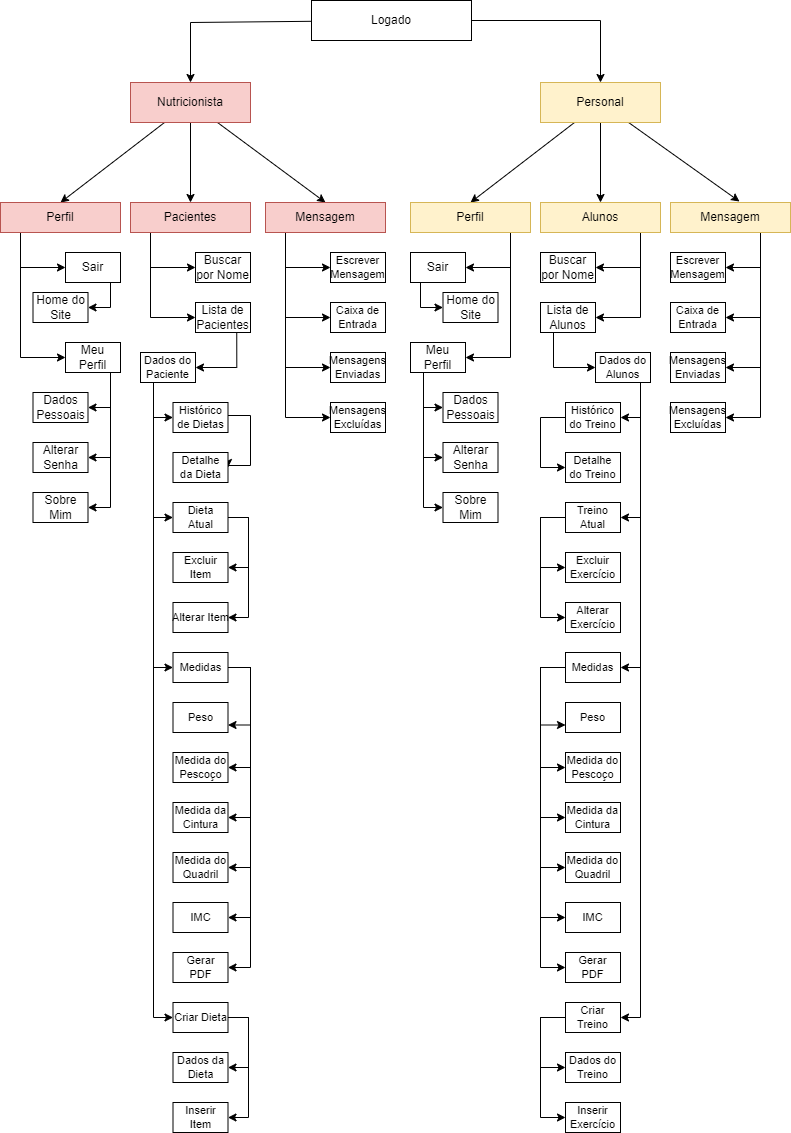 Logado
Nutricionista
Personal
Perfil
Pacientes
Mensagem
Perfil
Alunos
Mensagem
Sair
Home do
Site
Meu
Perfil
Dados
Pessoais
Alterar
Senha
Sobre
Mim
Buscar
por Nome
Lista de
Pacientes
Dados do
Paciente
Histórico
de Dietas
Detalhe
da Dieta
Dieta
Atual
Excluir
Item
Alterar Item
Medidas
Peso
Medida do
Pescoço
Medida da
Cintura
Medida do
Quadril
IMC
Gerar
PDF
Criar Dieta
Dados da
Dieta
Inserir
Item
Escrever
Mensagem
Caixa de
Entrada
Mensagens
Enviadas
Mensagens
Excluídas
Sair
Home do
Site
Meu
Perfil
Dados
Pessoais
Alterar
Senha
Sobre
Mim
Buscar
por Nome
Lista de
Alunos
Dados do
Alunos
Histórico
do Treino
Detalhe
do Treino
Treino
Atual
Excluir
Exercício
Alterar
Exercício
Medidas
Peso
Medida do
Pescoço
Medida da
Cintura
Medida do
Quadril
IMC
Gerar
PDF
Criar
Treino
Dados do
Treino
Inserir
Exercício
Escrever
Mensagem
Caixa de
Entrada
Mensagens
Enviadas
Mensagens
Excluídas